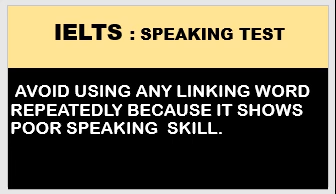 IELTS : SPEAKING TEST
AVOID USING ANY LINKING WORD
REPEATEDLY BECAUSE IT SHOWS
POOR SPEAKING SKILL.